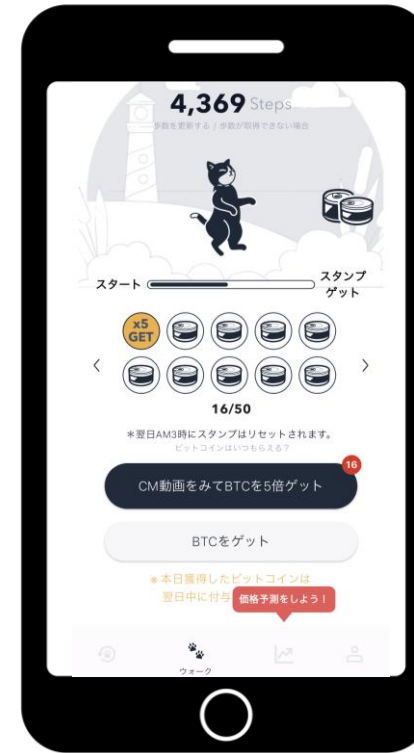 4,369 Steps
歩数を更新する / 歩数が取得できない場合
スタート
スタンプ
ゲット
x5
GET
16/50
*翌日AM3時にスタンプはリセットされます。
ビットコインはいつもらえる?
16
CM動画をみてBTCを5倍ゲット
BTCをゲット
※本日獲得したビットコインは
翌日中に付与
価格予測をしよう!
ウォーク